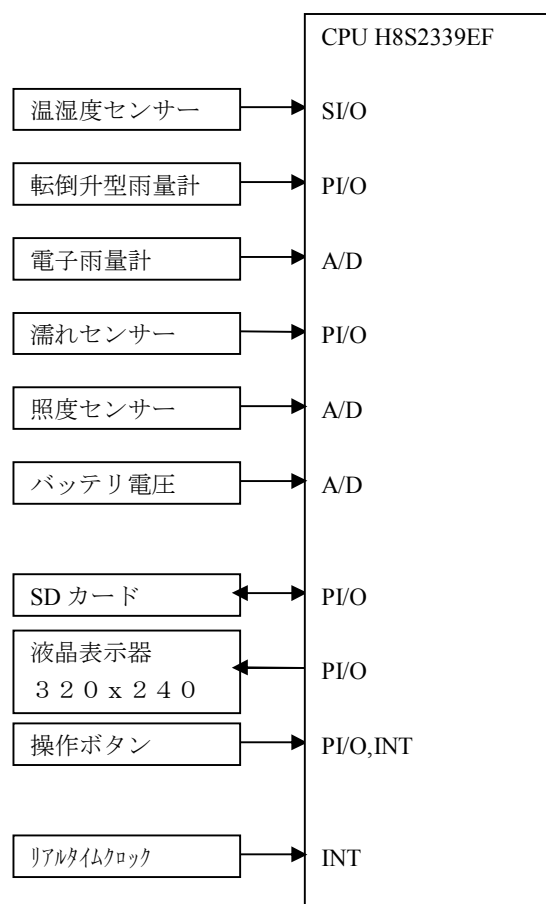 CPU H8S2339EF
温湿度センサー SI/O
転倒升型雨量計 PI/O
電子雨量計 A/D
濡れセンサー PI/O
照度センサー A/D
バッテリ電圧 A/D
SD カード PI/O
液晶表示器
３２０ｘ２４０ PI/O
操作ボタン PI/O,INT
ﾘｱﾙﾀｲﾑｸﾛｯｸ INT